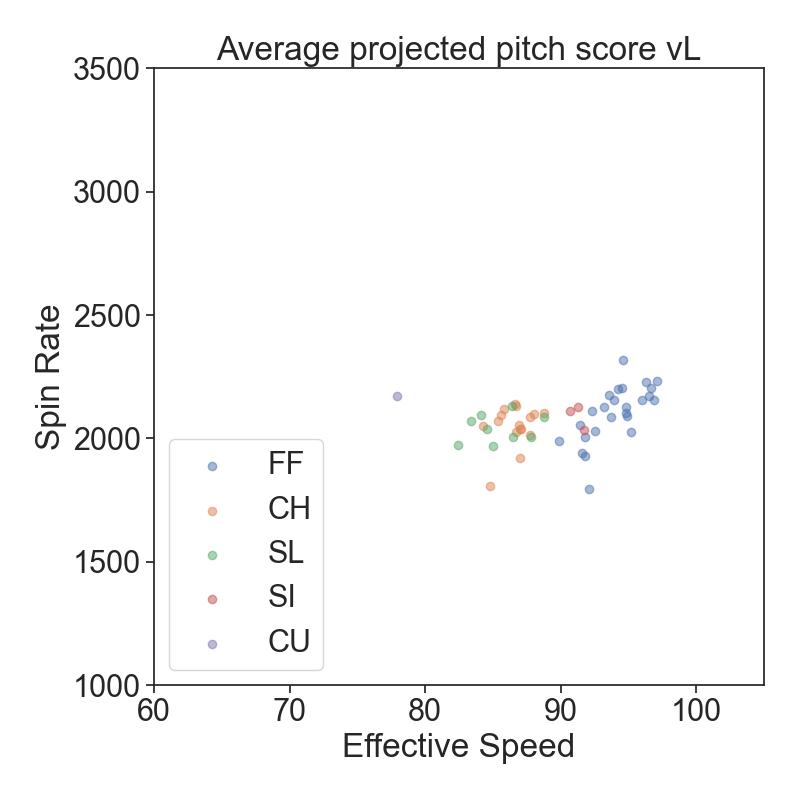 Average projected pitch score vL
3500
3000
2500
2000
1500
1000
Spin Rate
FF
CH
SL
SI
CU
60 70 80 90 100
Effective Speed